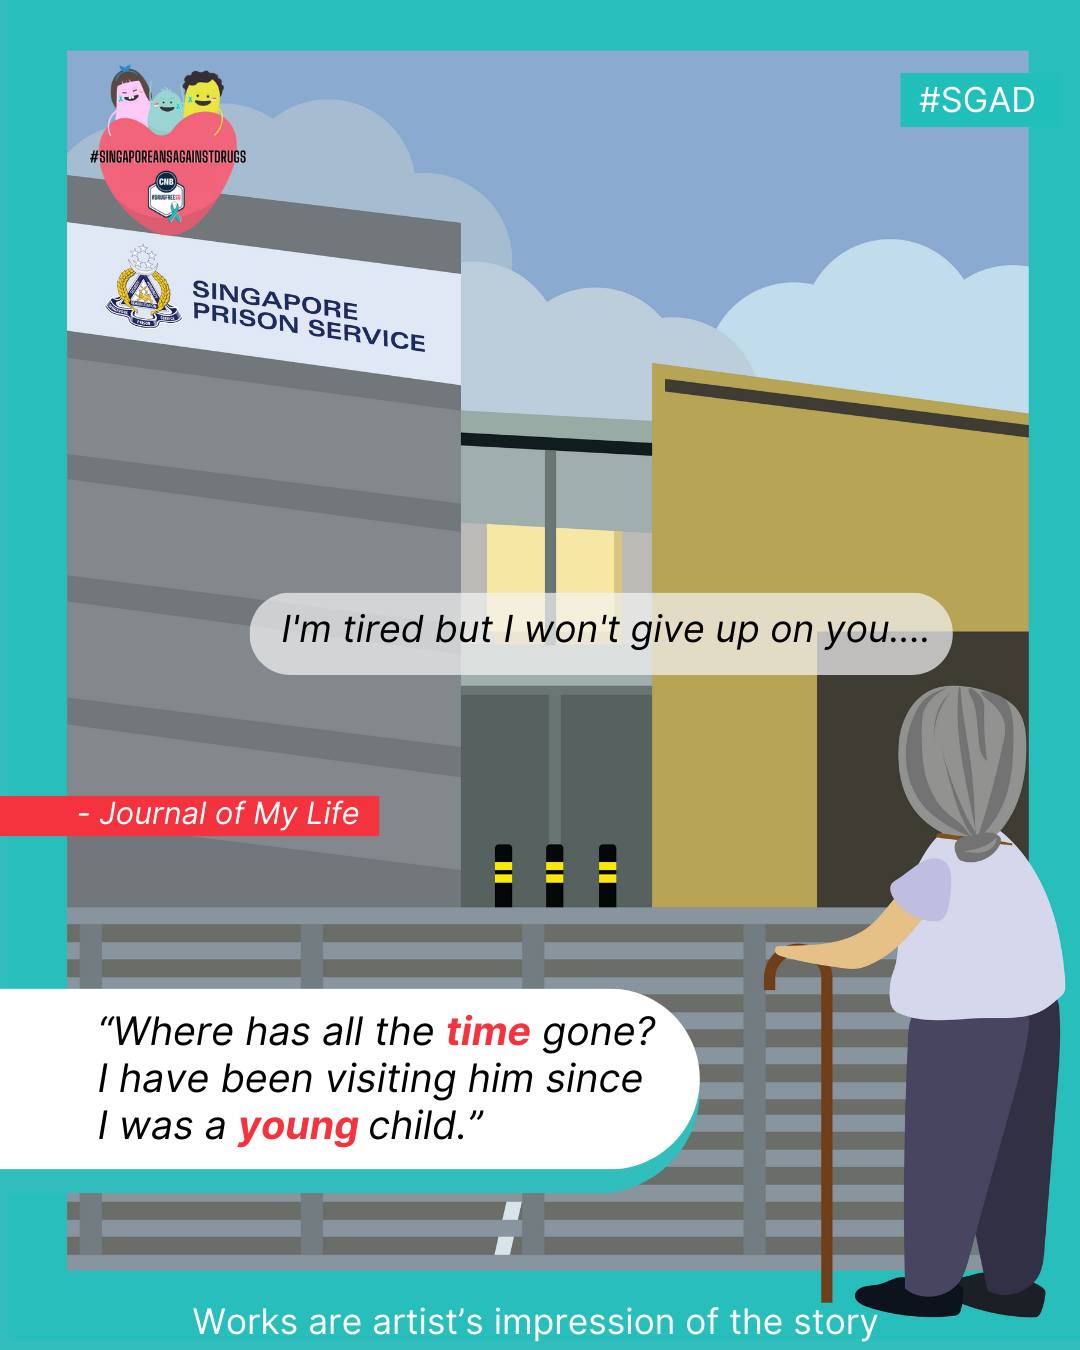 #SGAD
#SINGAPOREANSAGAINSTDRUGS
CNB
#DRUGFREESG
SINGAPORE
PRISON SERVICE
I'm tired but I won't give up on you....
- Journal of My Life
“Where has all the time gone?
I have been visiting him since
I was a young child.”
Works are artist’s impression of the story